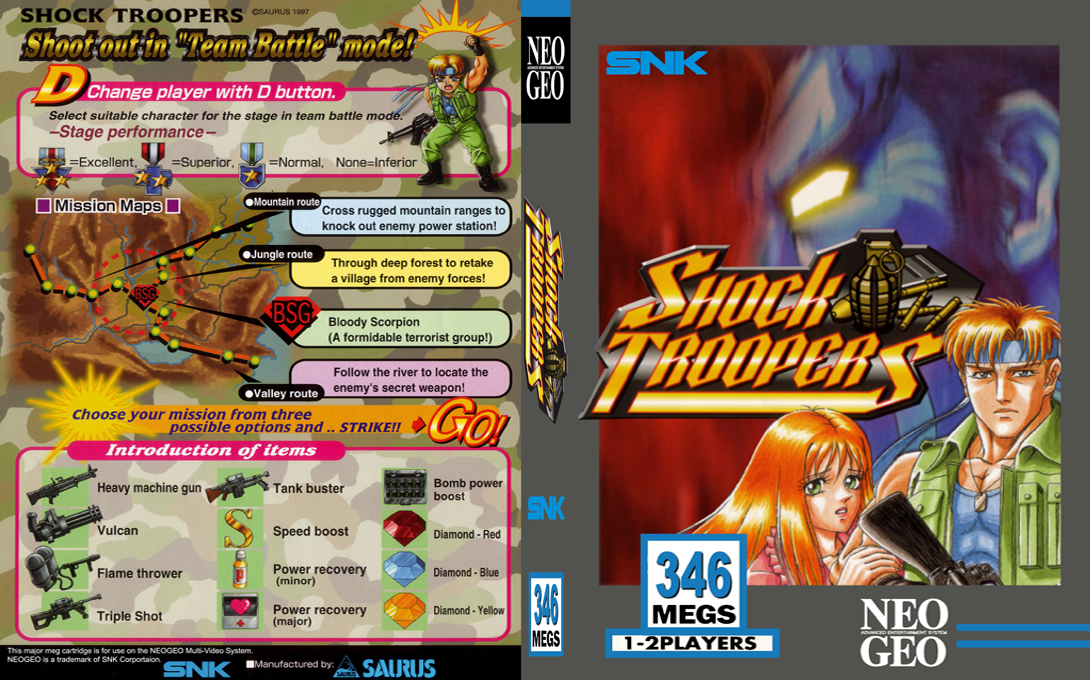 SHOCK TROOPERS ©SAURUS 1997
Shoot out in "Team Battle" mode!
D Change player with D button.
Select suitable character for the stage in team battle mode.
–Stage performance–
=Excellent, =Superior, =Normal, None=Inferior
Mission Maps
Mountain route
Cross rugged mountain ranges to
knock out enemy power station!
Jungle route
Through deep forest to retake
a village from enemy forces!
BSG
BSG
Bloody Scorpion
(A formidable terrorist group!)
Follow the river to locate the
enemy's secret weapon!
Valley route
Choose your mission from three
possible options and .. STRIKE!!
GO!
Introduction of items
Heavy machine gun
Tank buster
Bomb power
boost
Vulcan
Speed boost
Diamond - Red
Flame thrower
Power recovery
(minor)
Diamond - Blue
Triple Shot
Power recovery
(major)
Diamond - Yellow
This major meg cartridge is for use on the NEOGEO Multi-Video System.
NEOGEO is a trademark of SNK Corportaion.
SNK
Manufactured by: SAURUS
NEO
ADVANCED ENTERTAINMENT SYSTEM
GEO
SHOCK
TROOPERS
SNK
346
MEGS
SNK
SHOCK
TROOPERS
346
MEGS
1-2PLAYERS
NEO
ADVANCED ENTERTAINMENT SYSTEM
GEO